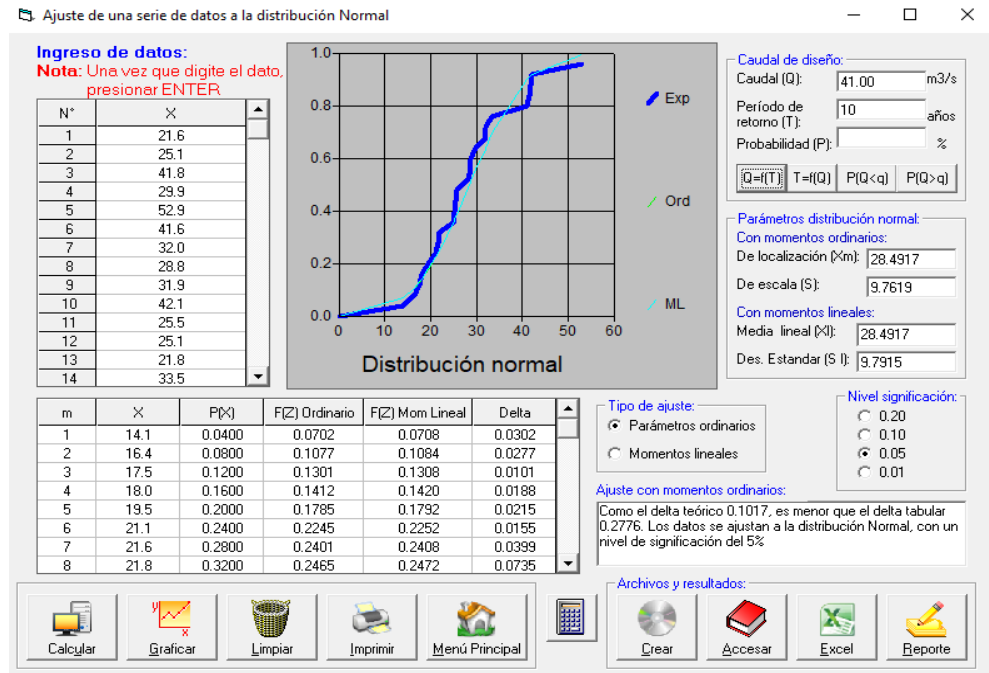 Ajuste de una serie de datos a la distribución Normal
Ingreso de datos:
Nota: Una vez que digite el dato,
presionar ENTER
N° X
1 21.6
2 25.1
3 41.8
4 29.9
5 52.9
6 41.6
7 32.0
8 28.8
9 31.9
10 42.1
11 25.5
12 25.1
13 21.8
14 33.5
1.0
0.8
0.6
0.4
0.2
0.0
0 10 20 30 40 50 60
Distribución normal
Exp
Ord
ML
Caudal de diseño:
Caudal (Q): 41.00 m3/s
Período de
retorno (T): 10 años
Probabilidad (P): %
Q=f(T) T=f(Q) P(Q<q) P(Q>q)
Parámetros distribución normal:
Con momentos ordinarios:
De localización (Xm): 28.4917
De escala (S): 9.7619
Con momentos lineales:
Media lineal (Xl): 28.4917
Des. Estandar (S l): 9.7915
m X P(X) F(Z) Ordinario F(Z) Mom Lineal Delta
1 14.1 0.0400 0.0702 0.0708 0.0302
2 16.4 0.0800 0.1077 0.1084 0.0277
3 17.5 0.1200 0.1301 0.1308 0.0101
4 18.0 0.1600 0.1412 0.1420 0.0188
5 19.5 0.2000 0.1785 0.1792 0.0215
6 21.1 0.2400 0.2245 0.2252 0.0155
7 21.6 0.2800 0.2401 0.2408 0.0399
8 21.8 0.3200 0.2465 0.2472 0.0735
Tipo de ajuste:
Parámetros ordinarios
Momentos lineales
Nivel significación:
0.20
0.10
0.05
0.01
Ajuste con momentos ordinarios:
Como el delta teórico 0.1017, es menor que el delta tabular
0.2776. Los datos se ajustan a la distribución Normal, con un
nivel de significación del 5%
Calcular Graficar Limpiar Imprimir Menú Principal
Archivos y resultados:
Crear Accesar Excel Reporte